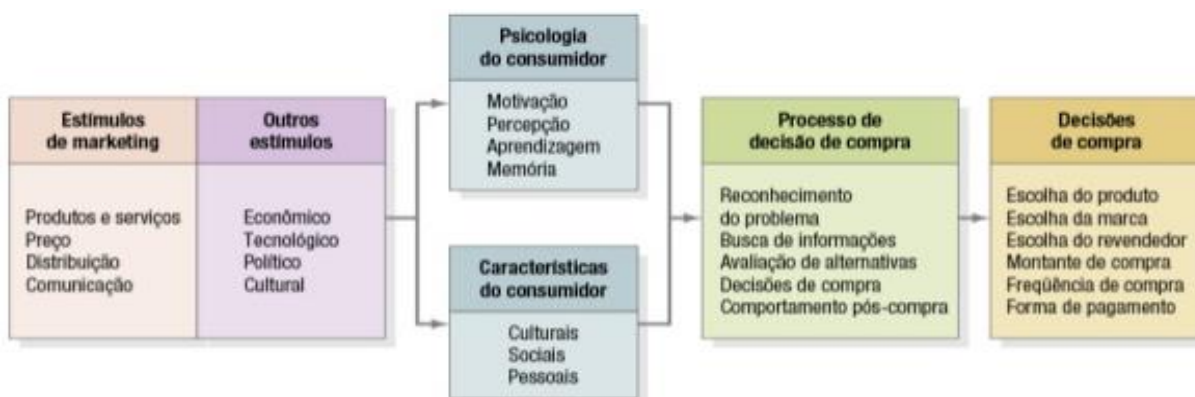 Estímulos
de marketing
Produtos e serviços
Preço
Distribuição
Comunicação
Outros
estímulos
Econômico
Tecnológico
Político
Cultural
Psicologia
do consumidor
Motivação
Percepção
Aprendizagem
Memória
Características
do consumidor
Culturais
Sociais
Pessoais
Processo de
decisão de compra
Reconhecimento
do problema
Busca de informações
Avaliação de alternativas
Decisões de compra
Comportamento pós-compra
Decisões
de compra
Escolha do produto
Escolha da marca
Escolha do revendedor
Montante de compra
Freqüência de compra
Forma de pagamento